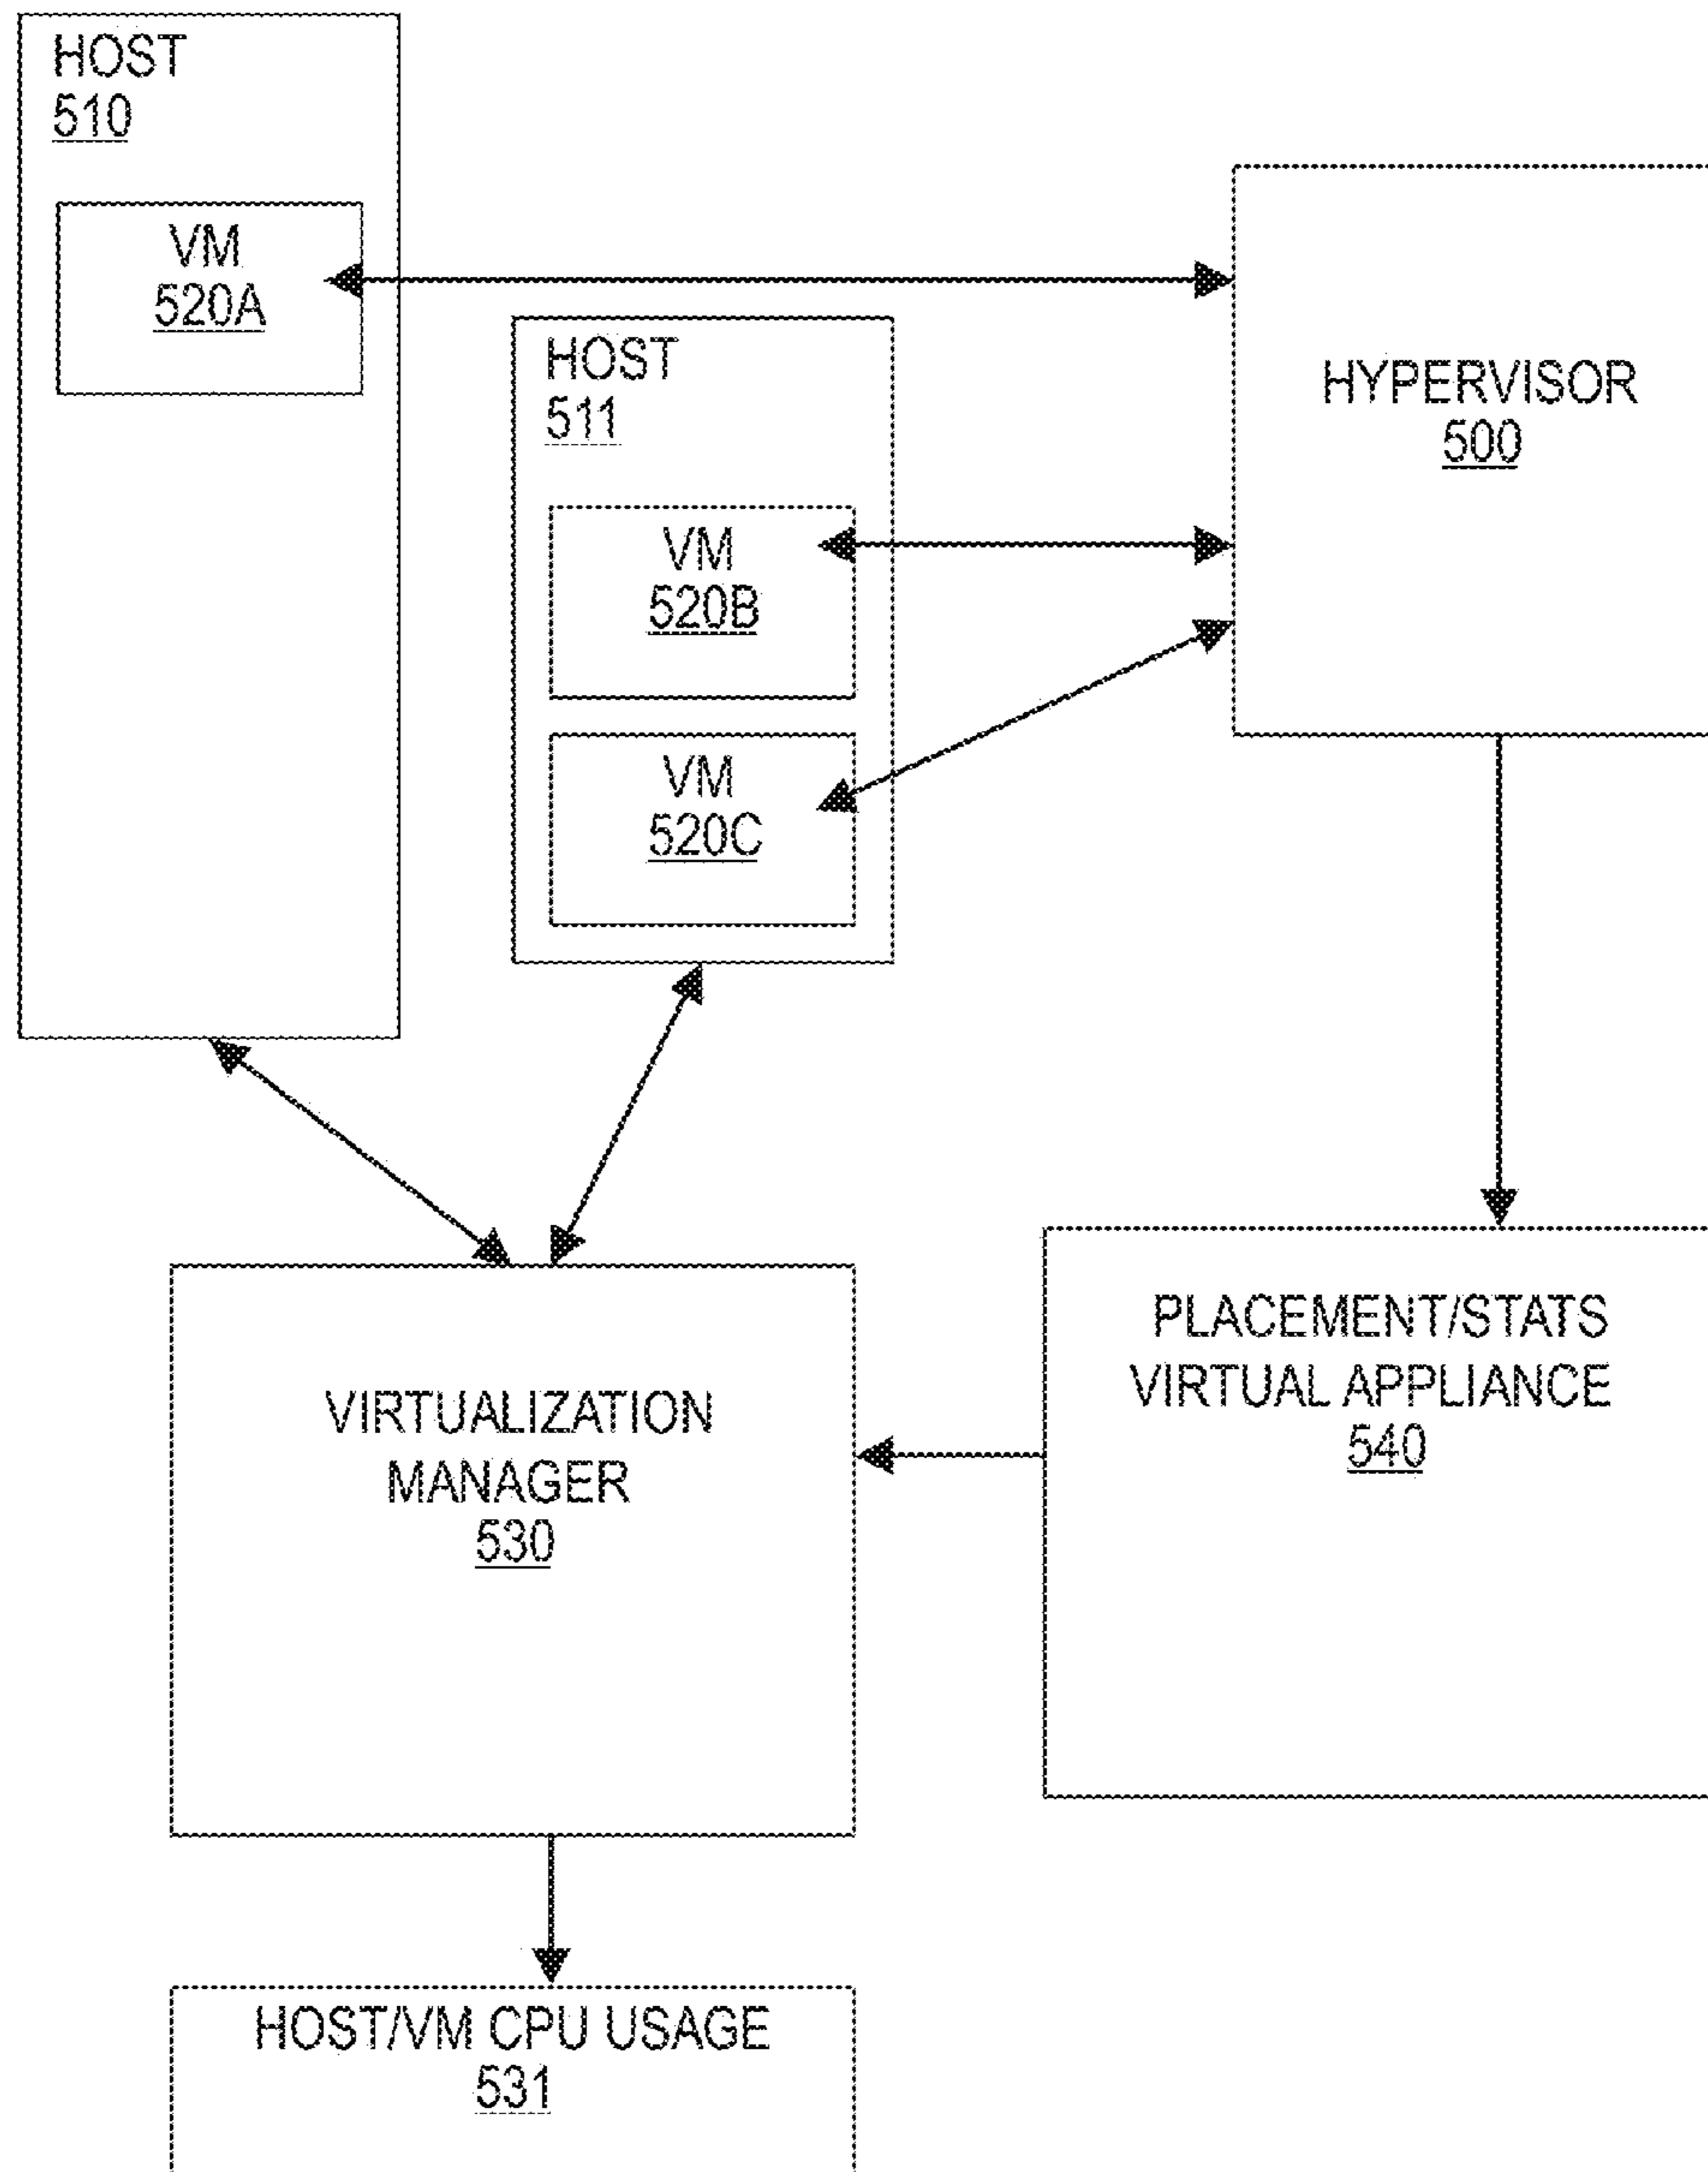 HOST
510
VM
520A
HOST
511
VM
520B
VM
520C
HYPERVISOR
500
VIRTUALIZATION
MANAGER
530
PLACEMENT/STATS
VIRTUAL APPLIANCE
540
HOST/VM CPU USAGE
531